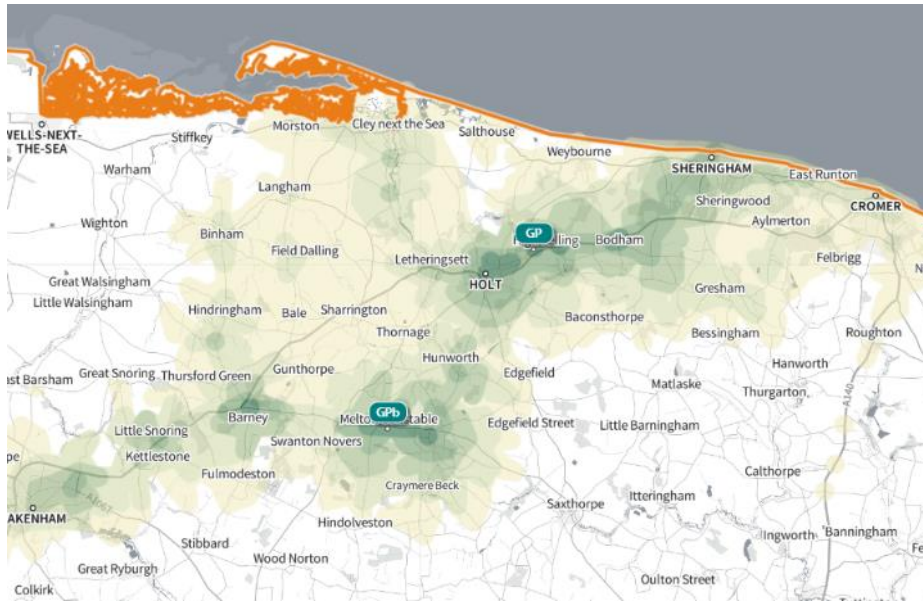 WELLS-NEXT-
THE-SEA
Stiffkey
Morston
Cley next the Sea
Salthouse
Weybourne
SHERINGHAM
East Runton
Warham
Langham
Sheringwood
CROMER
Wighton
Binham
Field Dalling
GP
Bodham
Aylmerton
Letheringsett
Felbrigg
Great Walsingham
HOLT
Gresham
Little Walsingham
Hindringham
Bale
Sharrington
Baconsthorpe
Thornage
Bessingham
Roughton
Hunworth
Hanworth
Great Snoring
Thursford Green
Gunthorpe
Edgefield
Matlaske
Thurgarton
A140
GPb
Barney
Little Snoring
Swanton Novers
Edgefield Street
Little Barningham
Kettlestone
Fulmodeston
Calthorpe
Craymere Beck
Itteringham
Saxthorpe
Hindolveston
Stibbard
Ingworth
Banningham
Wood Norton
Great Ryburgh
Oulton Street
Colkirk